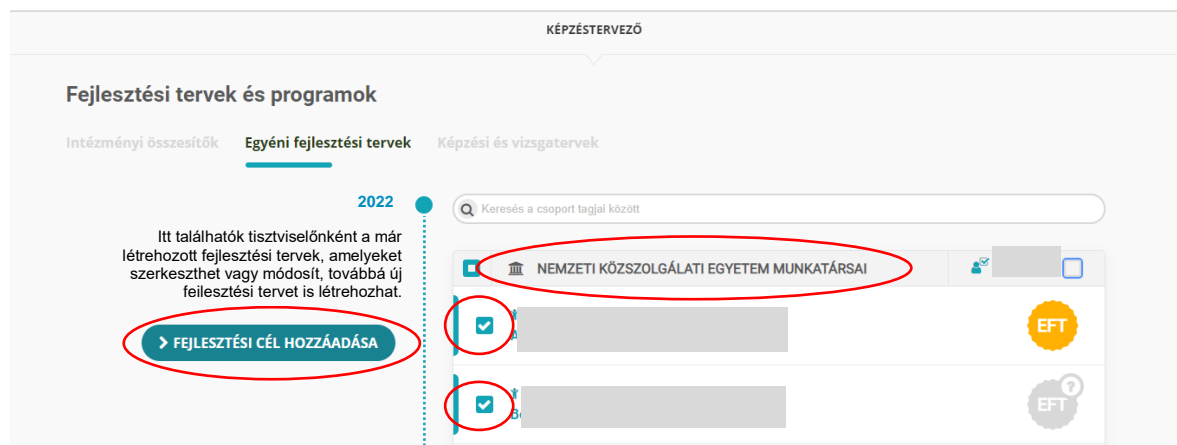 KÉPZÉSTERVEZŐ
Fejlesztési tervek és programok
Intézményi összesítők Egyéni fejlesztési tervek Képzési és vizsgatervek
2022
Keresés a csoport tagjai között
Itt találhatók tisztviselőnként a már
létrehozott fejlesztési tervek, amelyeket
szerkeszthet vagy módosít, továbbá új
fejlesztési tervet is létrehozhat.
NEMZETI KÖZSZOLGÁLATI EGYETEM MUNKATÁRSAI
FEJLESZTÉSI CÉL HOZZÁADÁSA
EFT
EFT ?